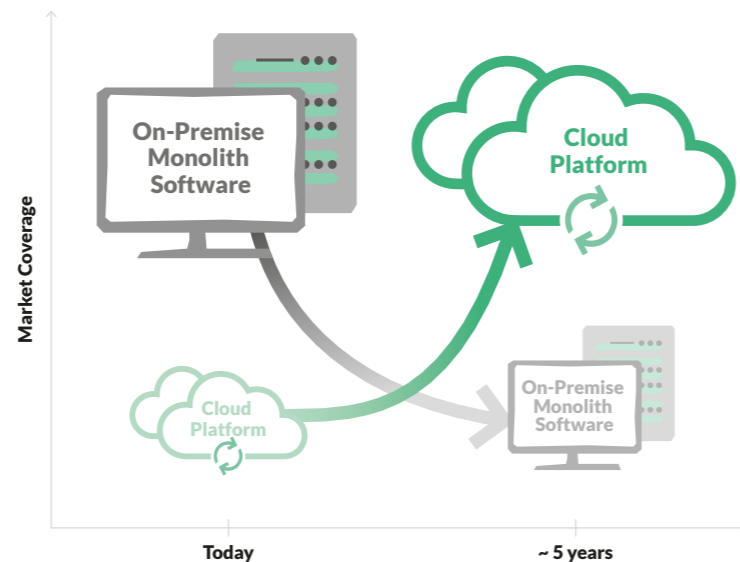 Market Coverage
On-Premise
Monolith
Software
Cloud
Platform
Cloud
Platform
On-Premise
Monolith
Software
Today
~ 5 years